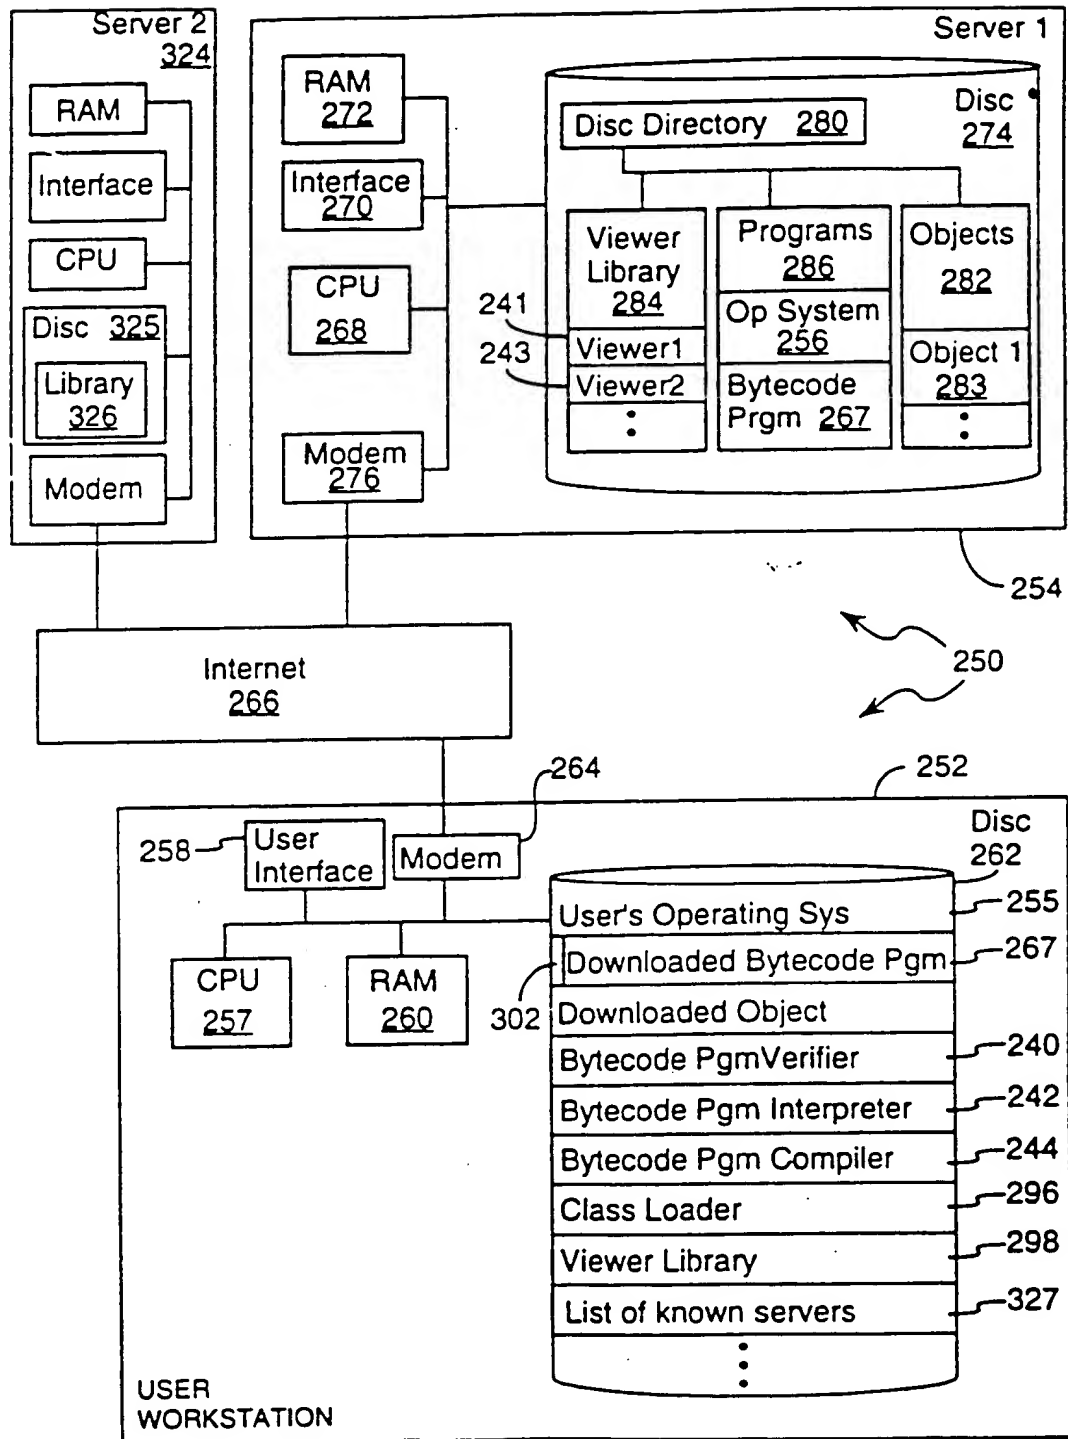 Server 2
324
RAM
Interface
CPU
Disc 325
Library
326
Modem
Server 1
RAM
272
Interface
270
CPU
268
Modem
276
Disc
274
Disc Directory 280
Viewer
Library
284
Viewer1
Viewer2
241
243
Programs
286
Op System
256
Bytecode
Prgm 267
Objects
282
Object 1
283
254
250
Internet
266
252
264
258
User
Interface
Modem
Disc
262
CPU
257
RAM
260
302
User's Operating Sys
255
Downloaded Bytecode Pgm
267
Downloaded Object
Bytecode PgmVerifier
240
Bytecode Pgm Interpreter
242
Bytecode Pgm Compiler
244
Class Loader
296
Viewer Library
298
List of known servers
327
USER
WORKSTATION